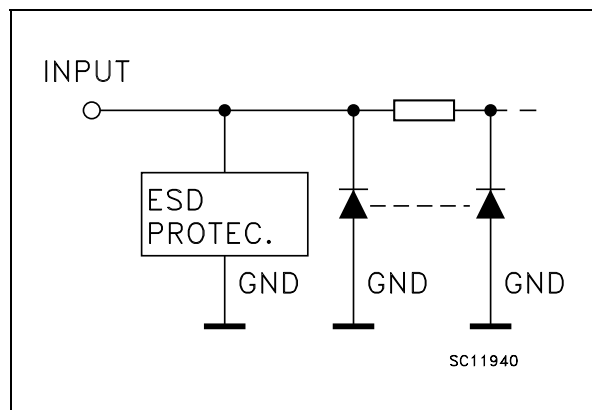 INPUT
ESD
PROTEC.
GND
GND
GND
SC11940